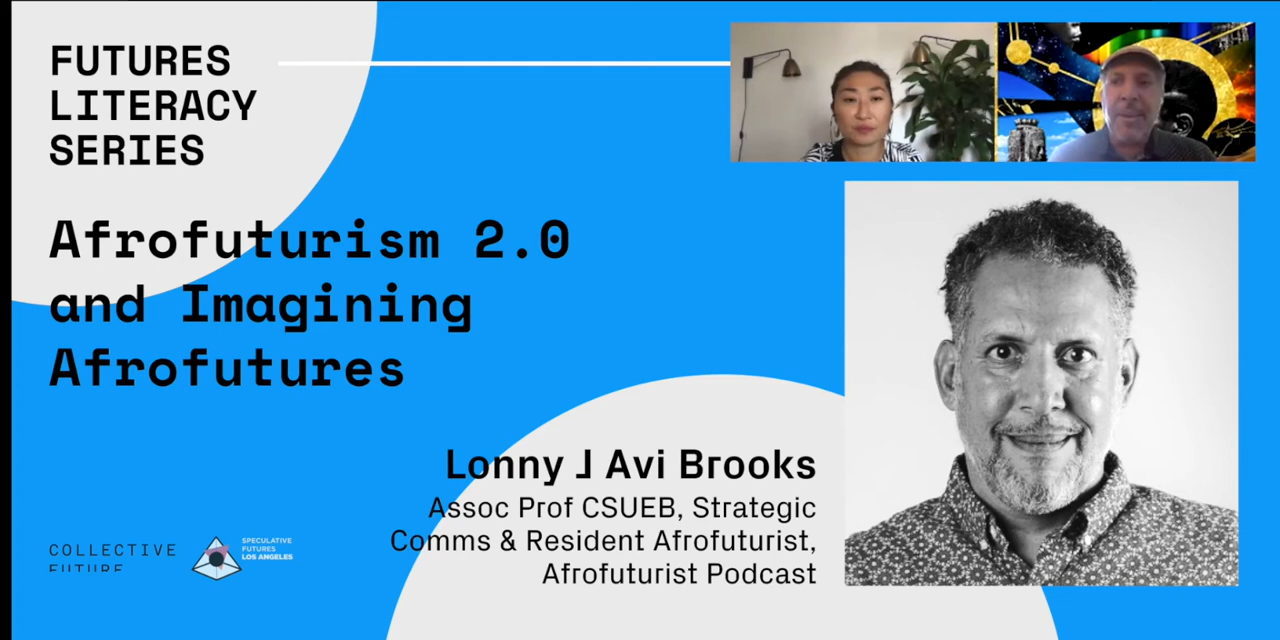 FUTURES
LITERACY
SERIES
Afrofuturism 2.0
and Imagining
Afrofutures
Lonny J Avi Brooks
Assoc Prof CSUEB, Strategic
Comms & Resident Afrofuturist,
Afrofuturist Podcast
COLLECTIVE
FUTURE
SPECULATIVE
FUTURES
LOS ANGELES